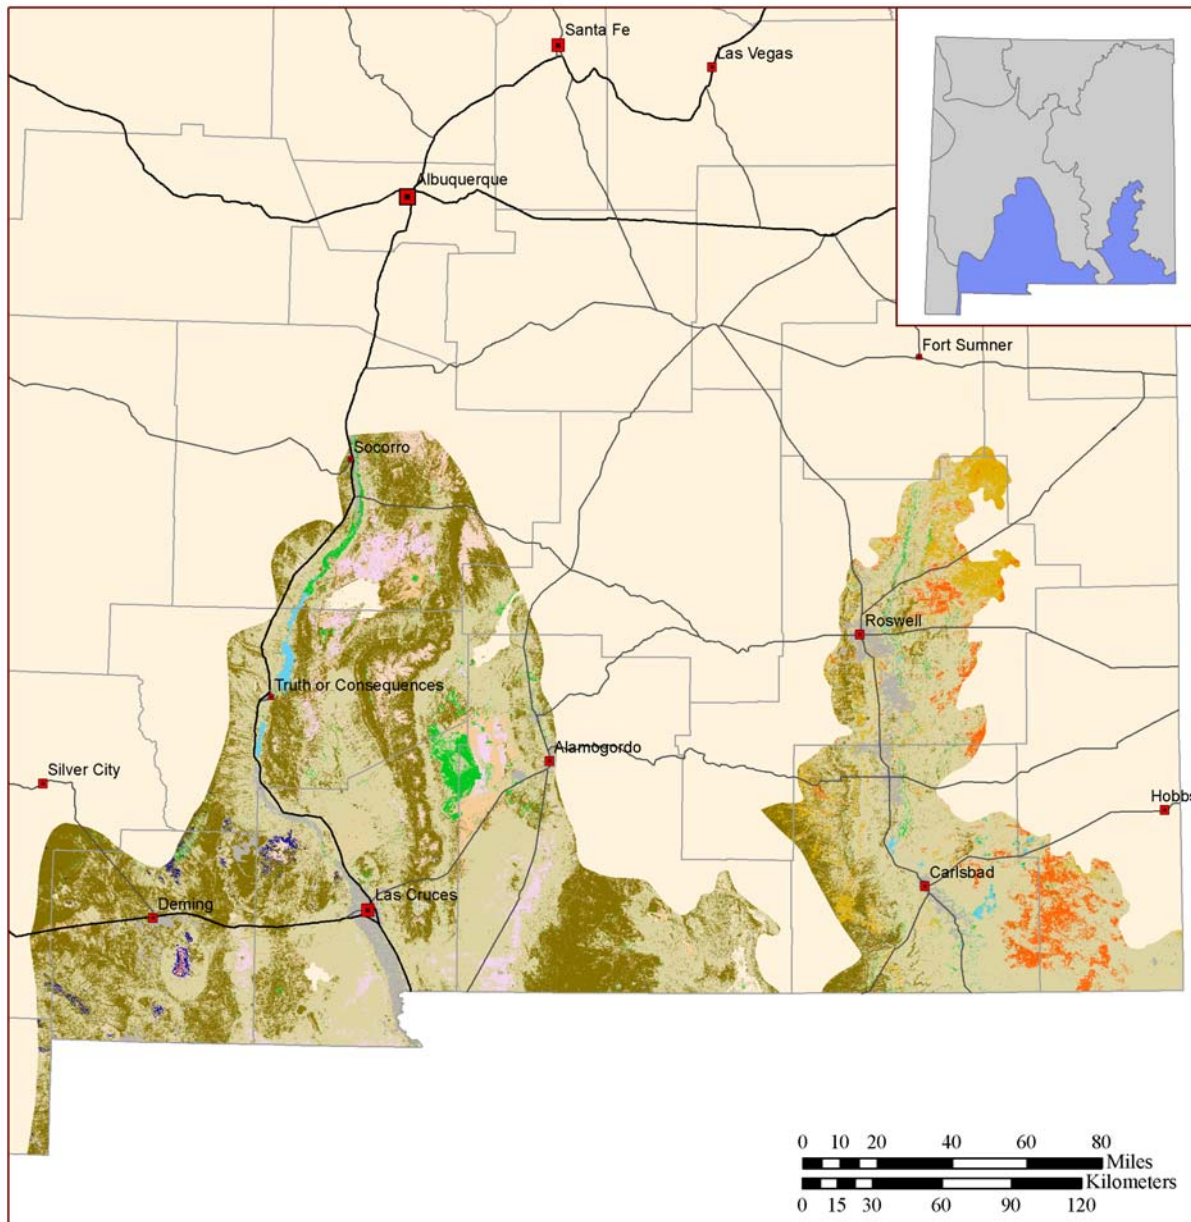 Santa Fe
Las Vegas
Albuquerque
Fort Sumner
Socorro
Roswell
Truth or Consequences
Alamogordo
Silver City
Hobbs
Carlsbad
Las Cruces
Deming
0 10 20 40 60 80
Miles
Kilometers
0 15 30 60 90 120